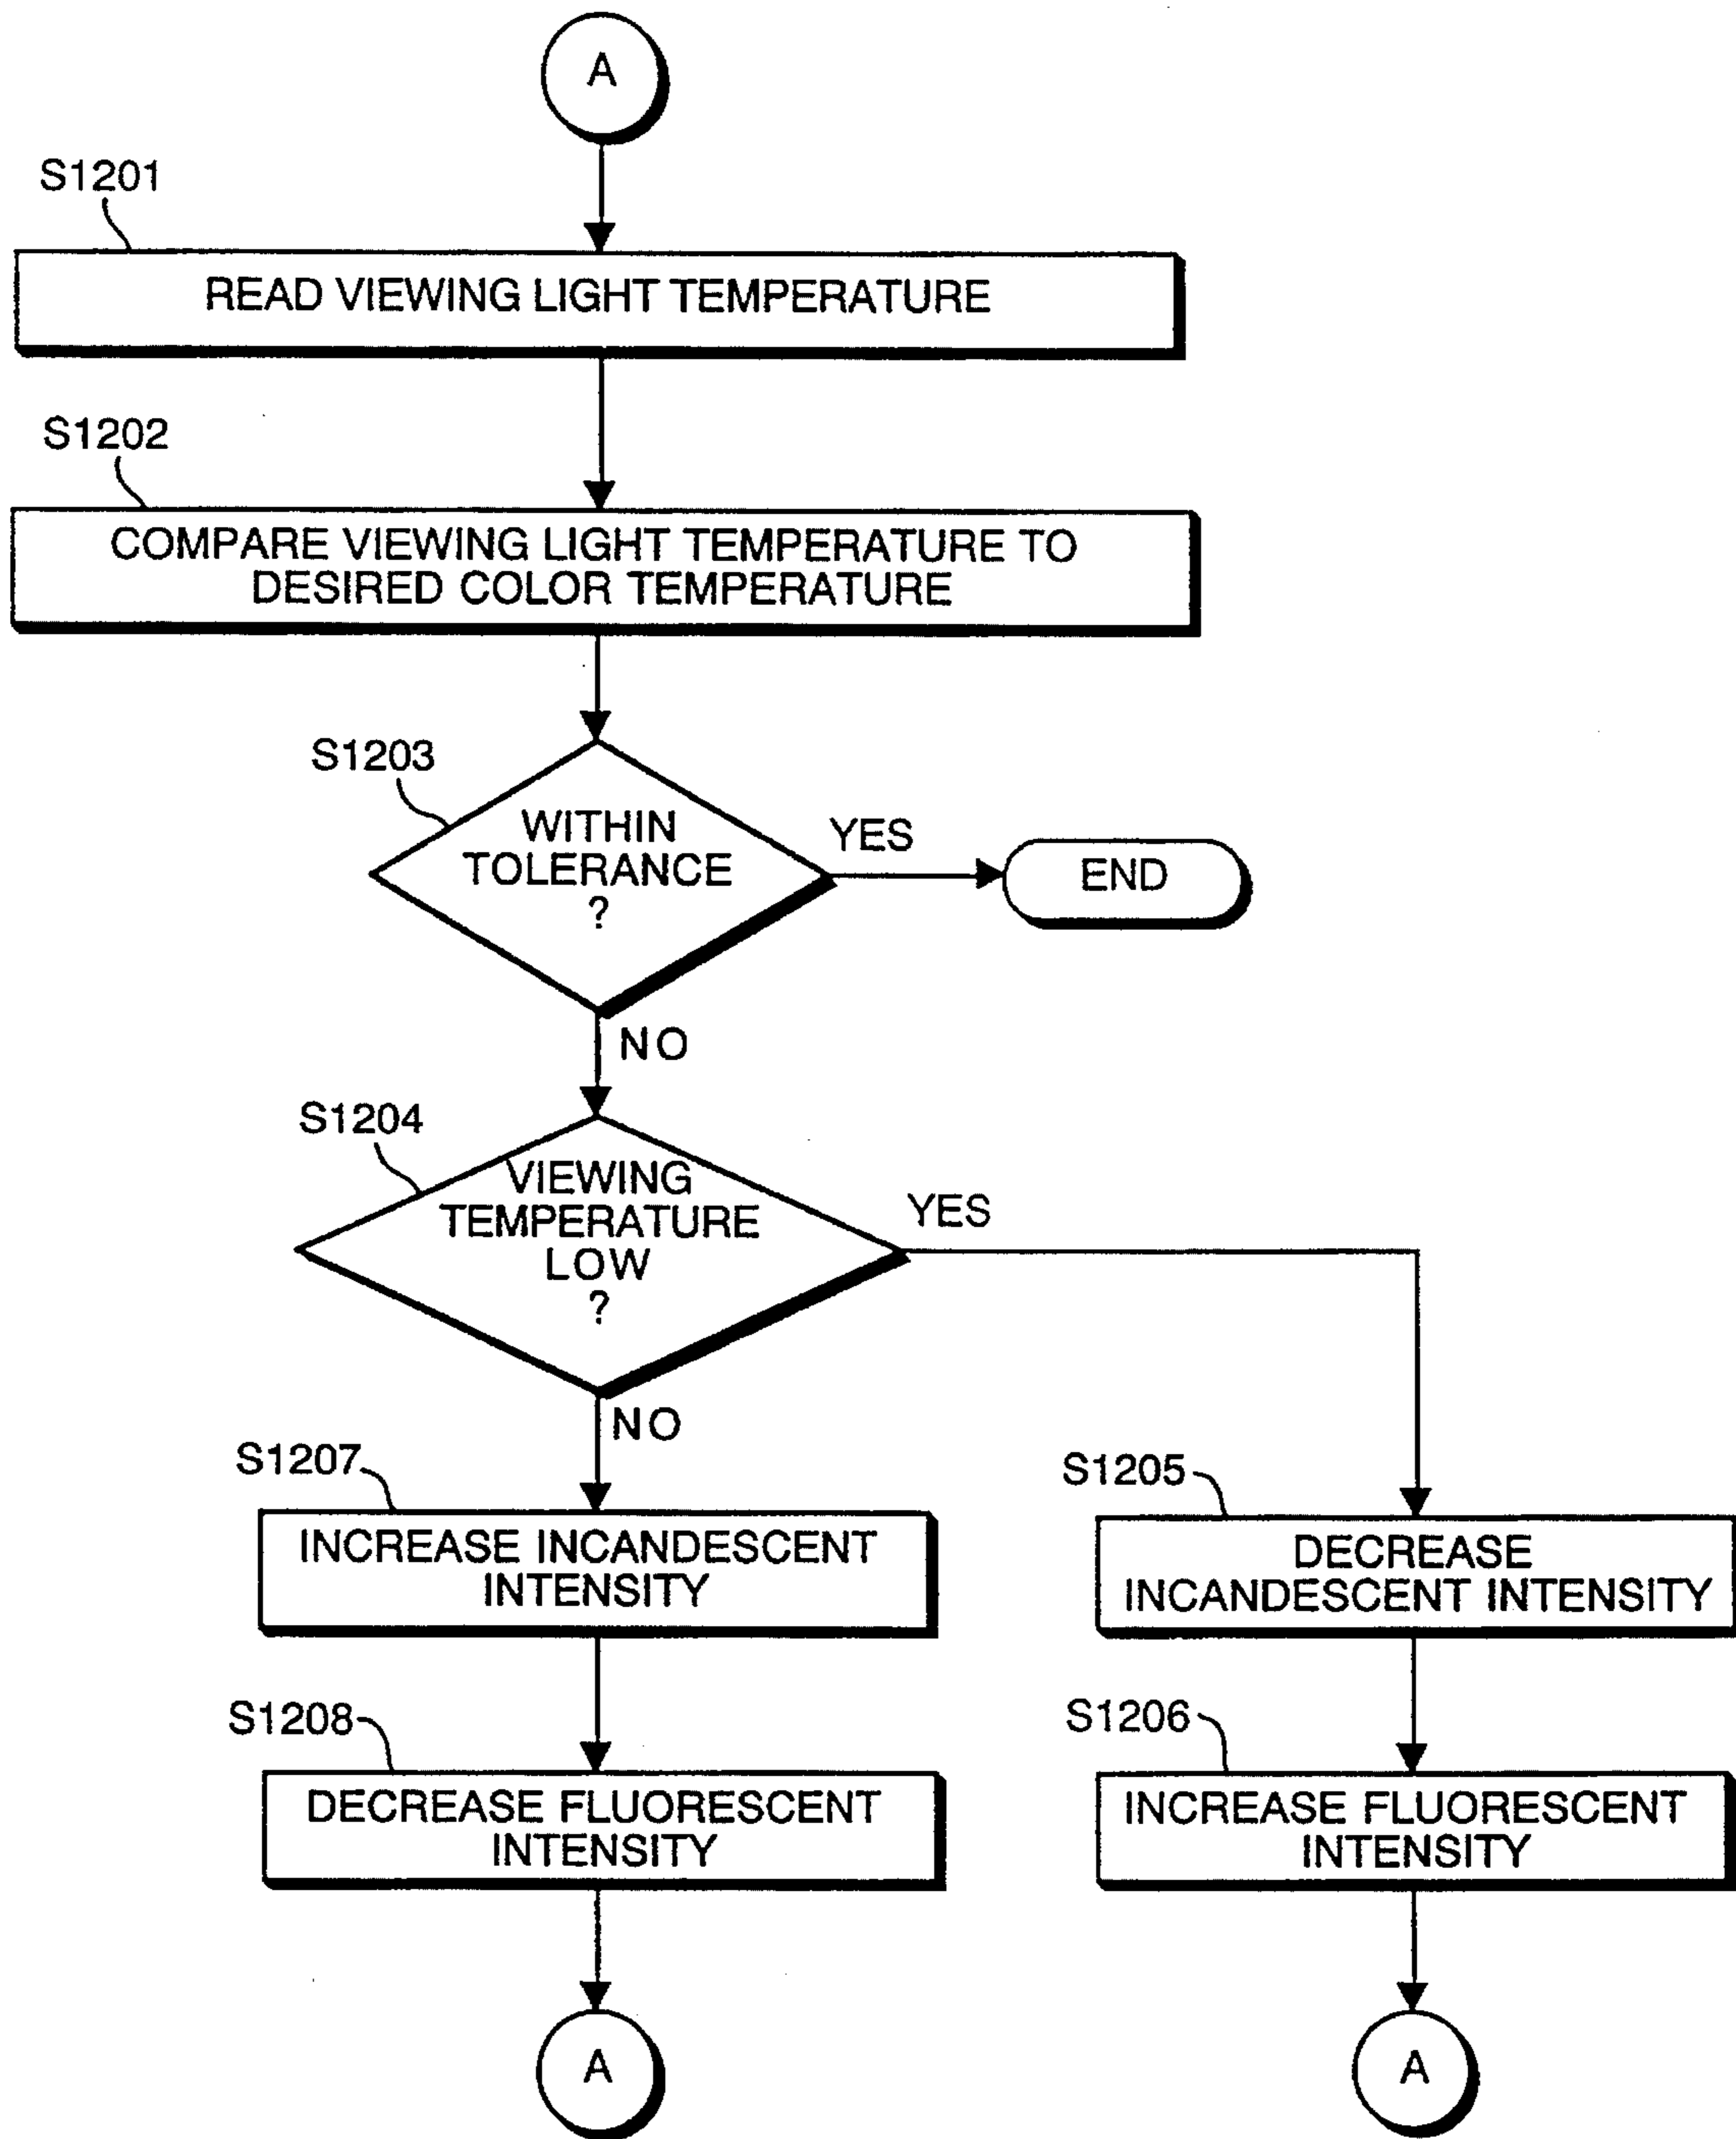 A
S1201
READ VIEWING LIGHT TEMPERATURE
S1202
COMPARE VIEWING LIGHT TEMPERATURE TO
DESIRED COLOR TEMPERATURE
S1203
WITHIN
TOLERANCE
?
YES
END
NO
S1204
VIEWING
TEMPERATURE
LOW
?
YES
NO
S1207
INCREASE INCANDESCENT
INTENSITY
S1205
DECREASE
INCANDESCENT INTENSITY
S1208
DECREASE FLUORESCENT
INTENSITY
S1206
INCREASE FLUORESCENT
INTENSITY
A
A